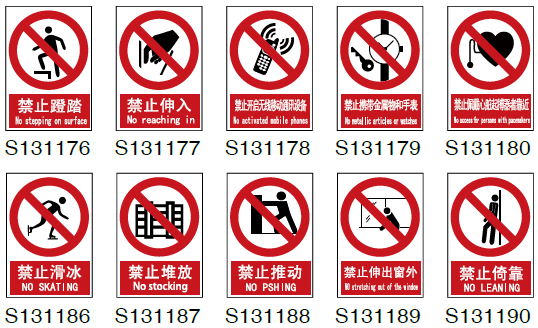 禁止蹬踏
No stepping on surface
禁止伸入
No reaching in
禁止开启无线移动通讯设备
No activated mobile phones
禁止携带金属物和手表
No metallic articles or watches
禁止佩戴心脏起搏器者靠近
No access for persons with pacemakers
S131176
S131177
S131178
S131179
S131180
禁止滑冰
NO SKATING
禁止堆放
No stocking
禁止推动
NO PSHING
禁止伸出窗外
NO stretching out of the window
禁止倚靠
NO LEANING
S131186
S131187
S131188
S131189
S131190